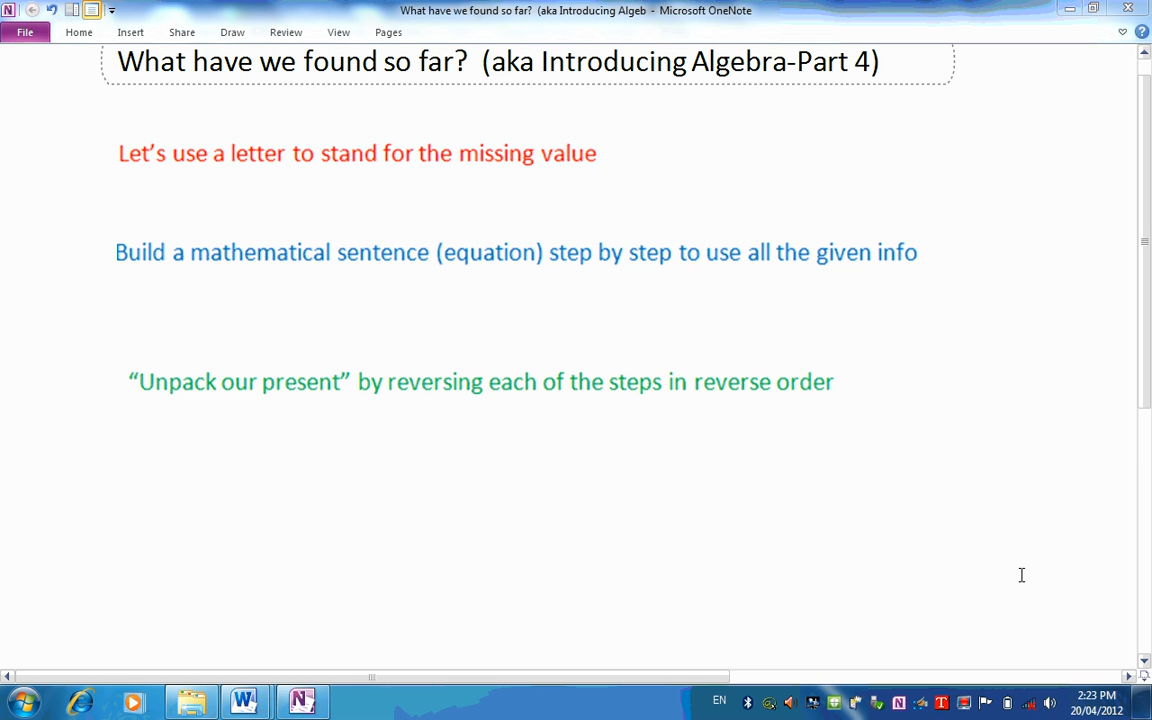 What have we found so far? (aka Introducing Algeb - Microsoft OneNote
File Home Insert Share Draw Review View Pages
What have we found so far? (aka Introducing Algebra-Part 4)
Let's use a letter to stand for the missing value
Build a mathematical sentence (equation) step by step to use all the given info
“Unpack our present” by reversing each of the steps in reverse order
EN
2:23 PM
20/04/2012